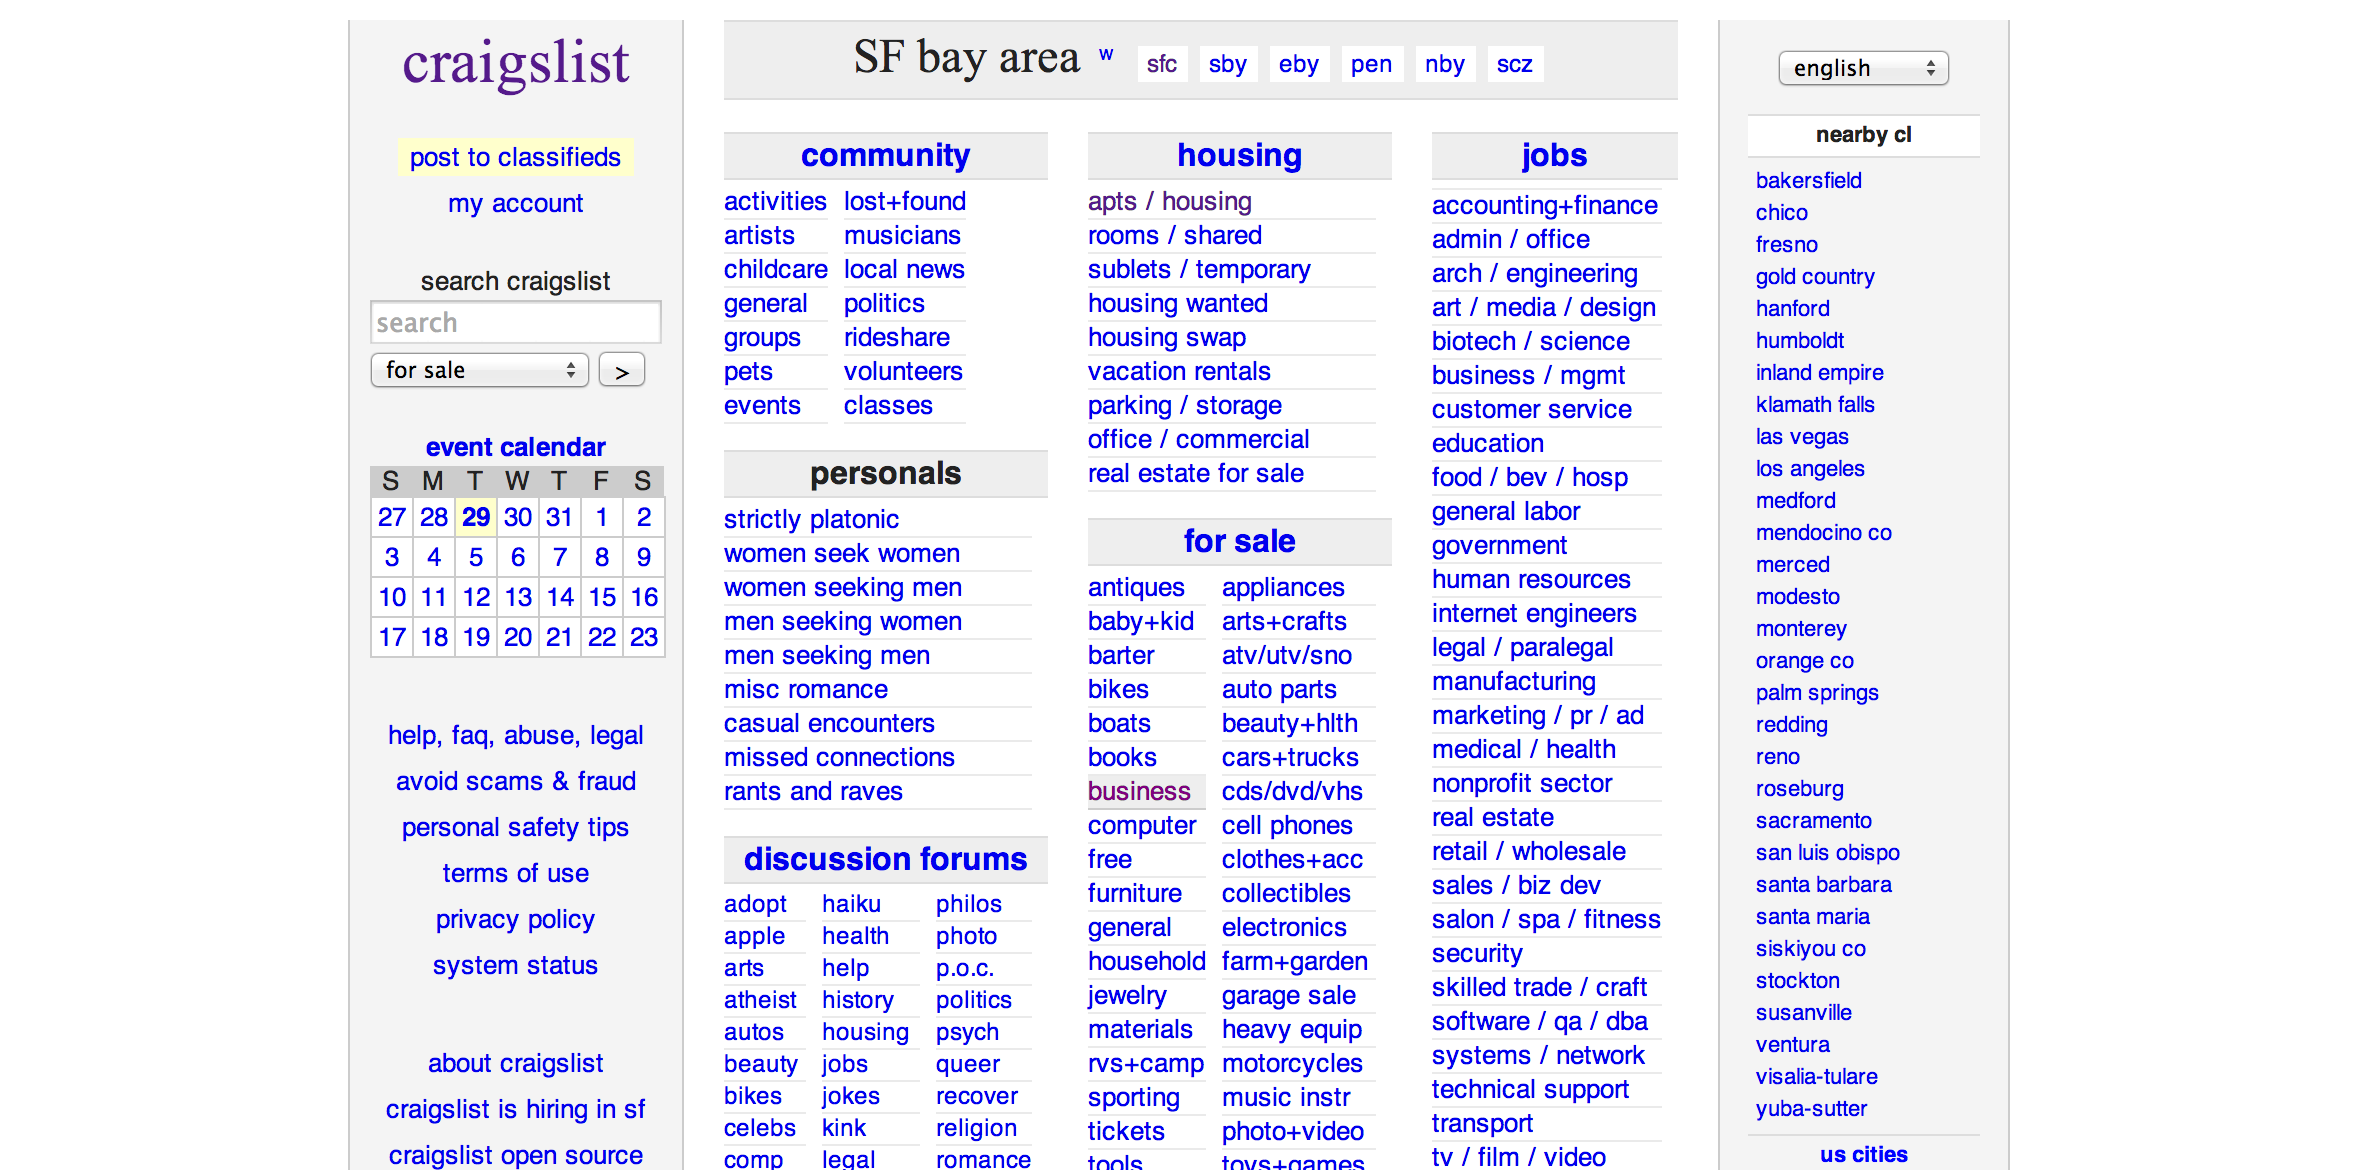 craigslist
post to classifieds
my account
search craigslist
search
for sale
>
event calendar
S M T W T F S
27 28 29 30 31 1 2
3 4 5 6 7 8 9
10 11 12 13 14 15 16
17 18 19 20 21 22 23
help, faq, abuse, legal
avoid scams & fraud
personal safety tips
terms of use
privacy policy
system status
about craigslist
craigslist is hiring in sf
craigslist open source
SF bay area w sfc sby eby pen nby scz
community
activities lost+found
artists musicians
childcare local news
general politics
groups rideshare
pets volunteers
events classes
personals
strictly platonic
women seek women
women seeking men
men seeking women
men seeking men
misc romance
casual encounters
missed connections
rants and raves
discussion forums
adopt haiku philos
apple health photo
arts help p.o.c.
atheist history politics
autos housing psych
beauty jobs queer
bikes jokes recover
celebs kink religion
comp legal romance
housing
apts / housing
rooms / shared
sublets / temporary
housing wanted
housing swap
vacation rentals
parking / storage
office / commercial
real estate for sale
for sale
antiques appliances
baby+kid arts+crafts
barter atv/utv/sno
bikes auto parts
boats beauty+hlth
books cars+trucks
business cds/dvd/vhs
computer cell phones
free clothes+acc
furniture collectibles
general electronics
household farm+garden
jewelry garage sale
materials heavy equip
rvs+camp motorcycles
sporting music instr
tickets photo+video
tools toys+games
jobs
accounting+finance
admin / office
arch / engineering
art / media / design
biotech / science
business / mgmt
customer service
education
food / bev / hosp
general labor
government
human resources
internet engineers
legal / paralegal
manufacturing
marketing / pr / ad
medical / health
nonprofit sector
real estate
retail / wholesale
sales / biz dev
salon / spa / fitness
security
skilled trade / craft
software / qa / dba
systems / network
technical support
transport
tv / film / video
english
nearby cl
bakersfield
chico
fresno
gold country
hanford
humboldt
inland empire
klamath falls
las vegas
los angeles
medford
mendocino co
merced
modesto
monterey
orange co
palm springs
redding
reno
roseburg
sacramento
san luis obispo
santa barbara
santa maria
siskiyou co
stockton
susanville
ventura
visalia-tulare
yuba-sutter
us cities